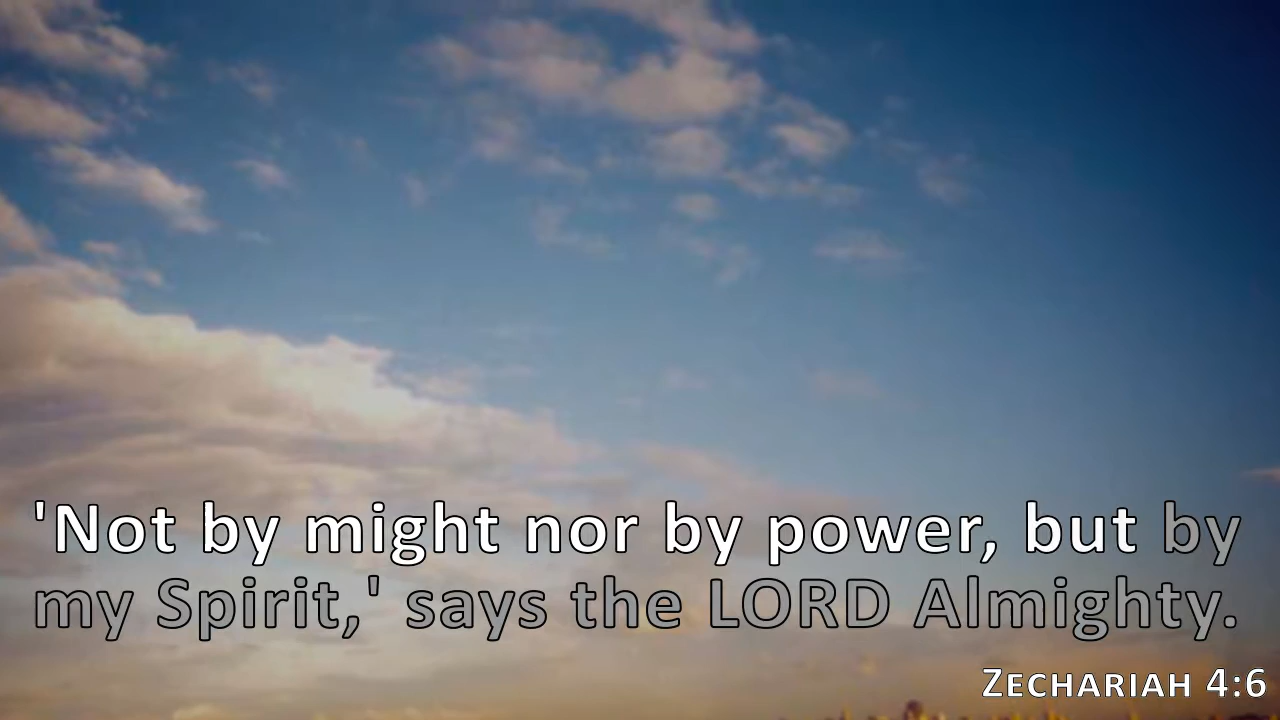 'Not by might nor by power, but by
my Spirit,' says the LORD Almighty.
Zechariah 4:6